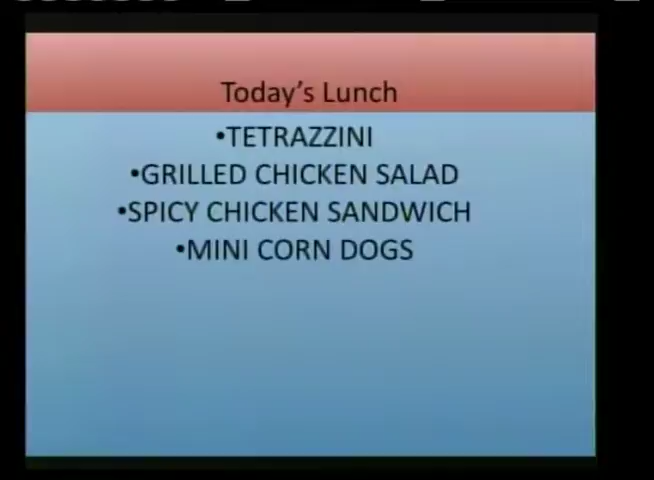 Today's Lunch
•TETRAZZINI
•GRILLED CHICKEN SALAD
•SPICY CHICKEN SANDWICH
•MINI CORN DOGS